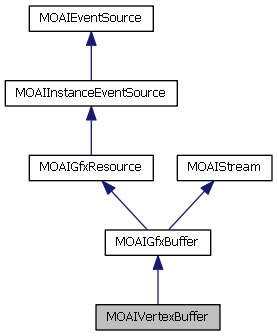 MOAIEventSource
MOAIInstanceEventSource
MOAIGfxResource
MOAIStream
MOAIGfxBuffer
MOAIVertexBuffer